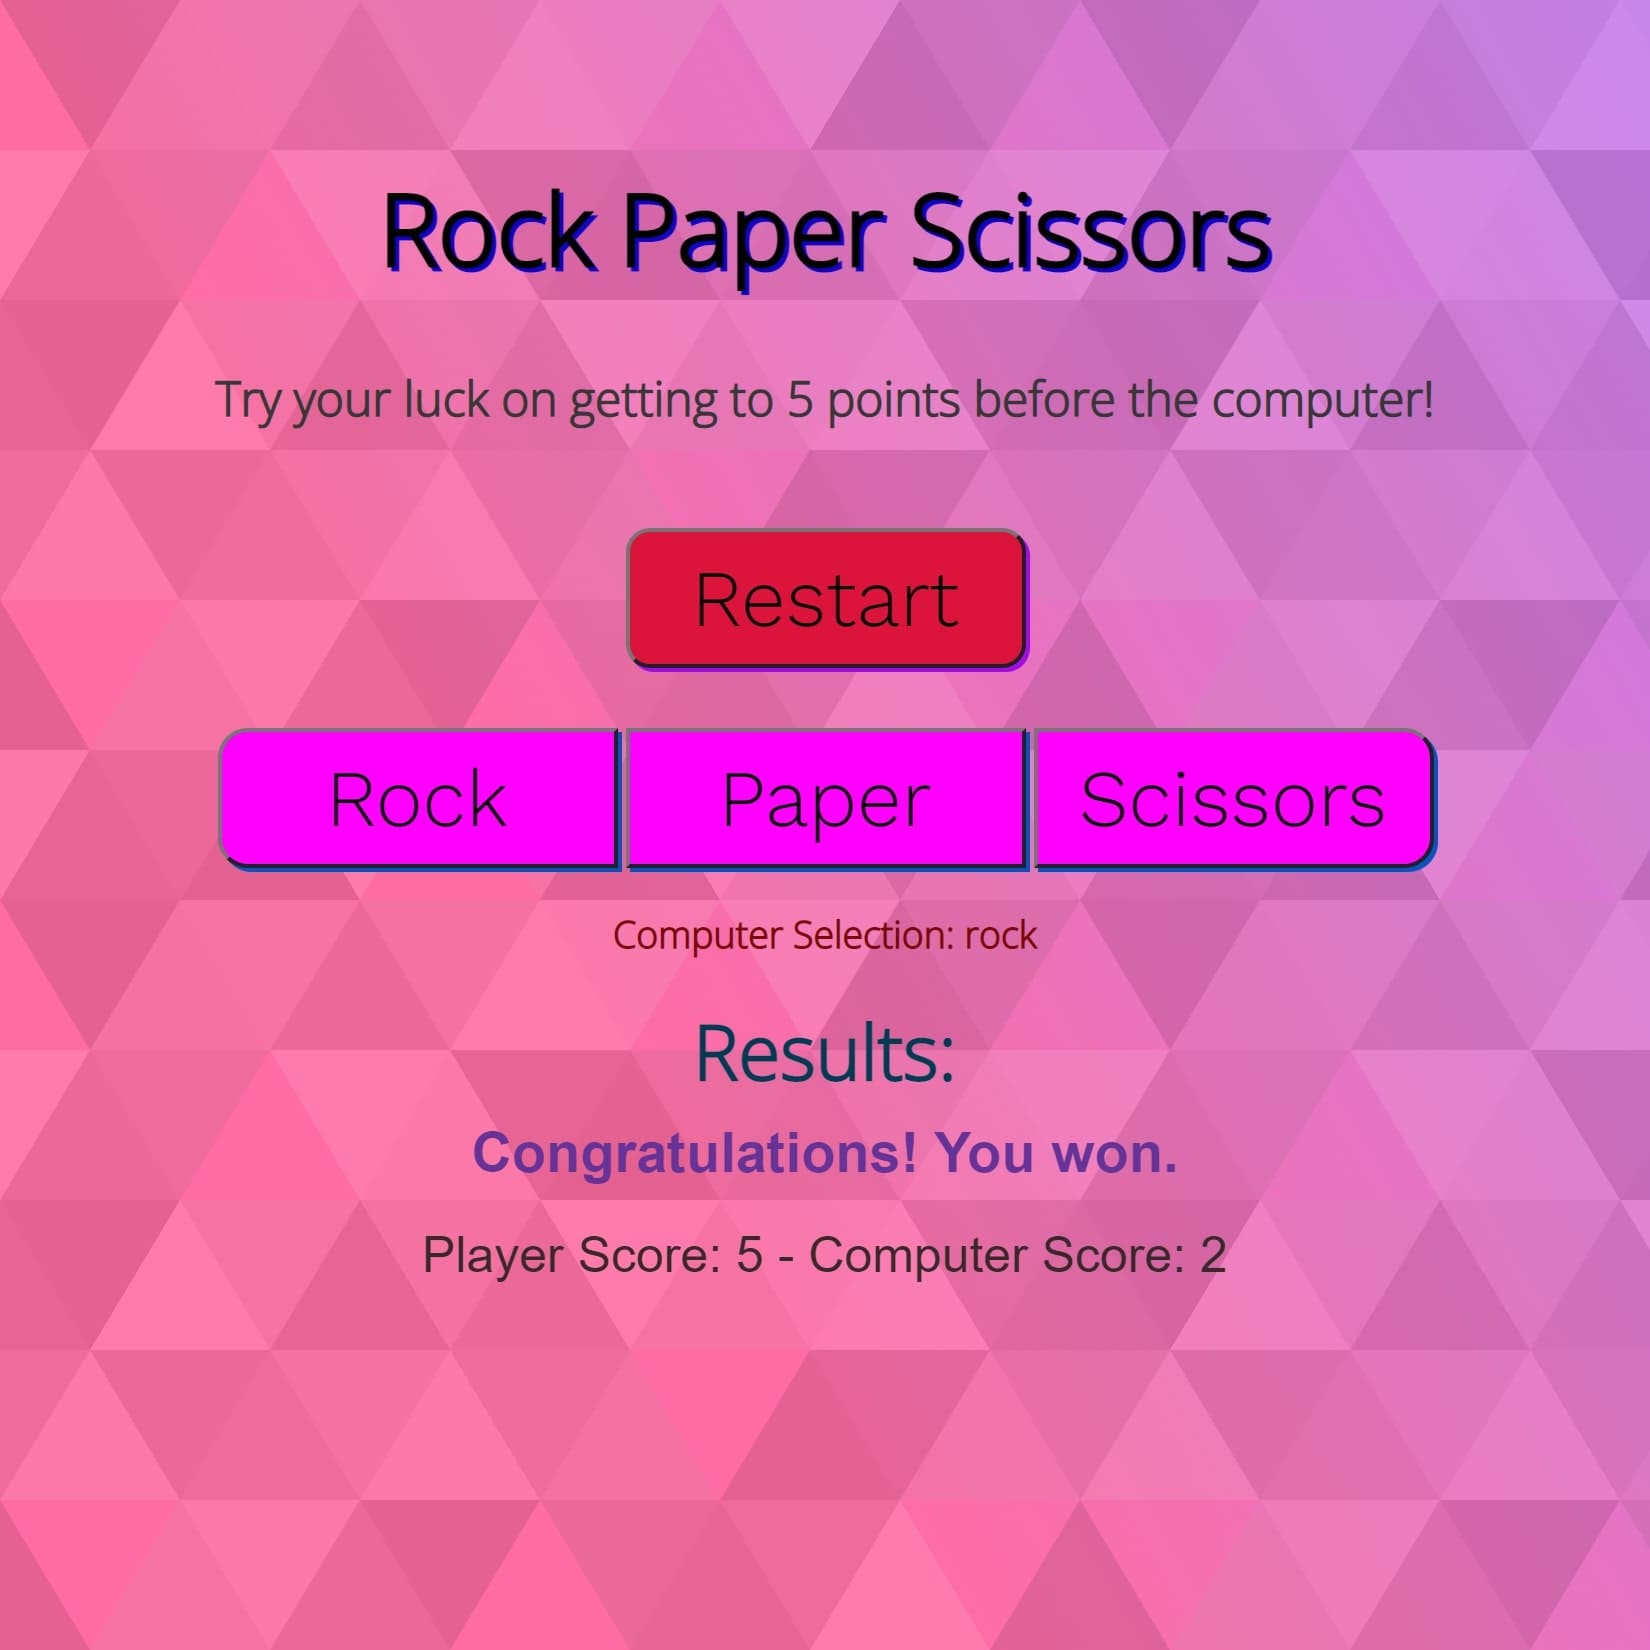 Rock Paper Scissors
Try your luck on getting to 5 points before the computer!
Restart
Rock Paper Scissors
Computer Selection: rock
Results:
Congratulations! You won.
Player Score: 5 - Computer Score: 2